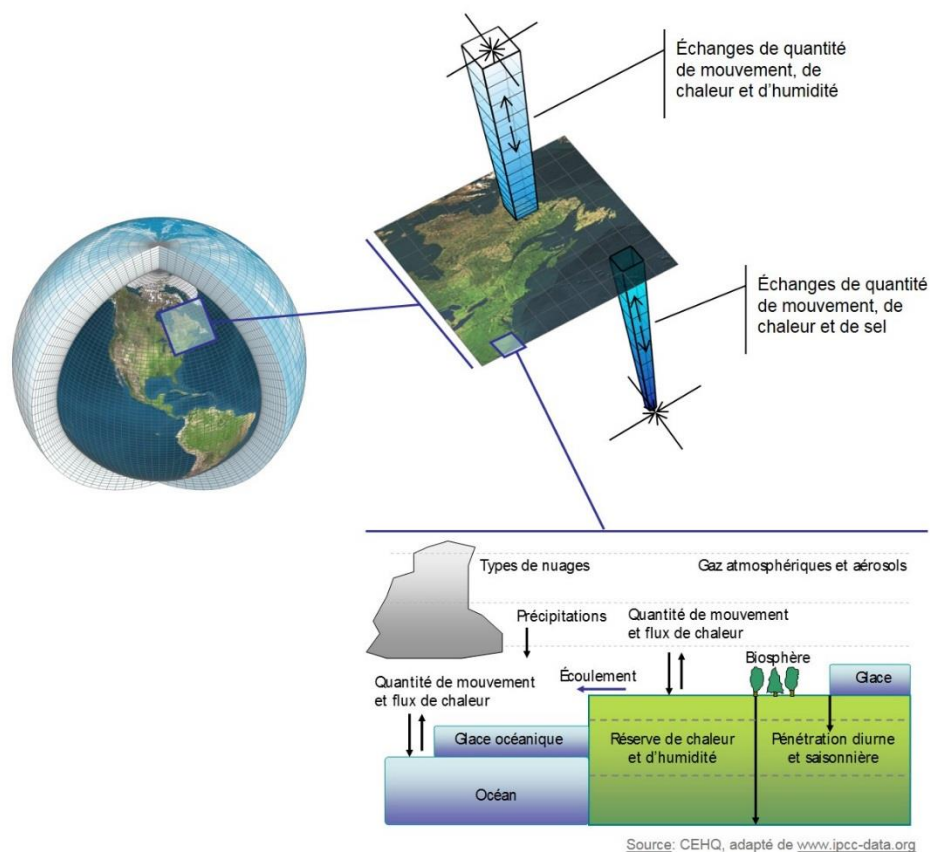 Échanges de quantité
de mouvement, de
chaleur et d'humidité
Échanges de quantité
de mouvement, de
chaleur et de sel
Types de nuages
Gaz atmosphériques et aérosols
Précipitations
Quantité de mouvement
et flux de chaleur
Biosphère
Écoulement
Glace
Quantité de mouvement
et flux de chaleur
Glace océanique
Réserve de chaleur
et d'humidité
Pénétration diurne
et saisonnière
Océan
Source: CEHQ, adapté de www.ipcc-data.org